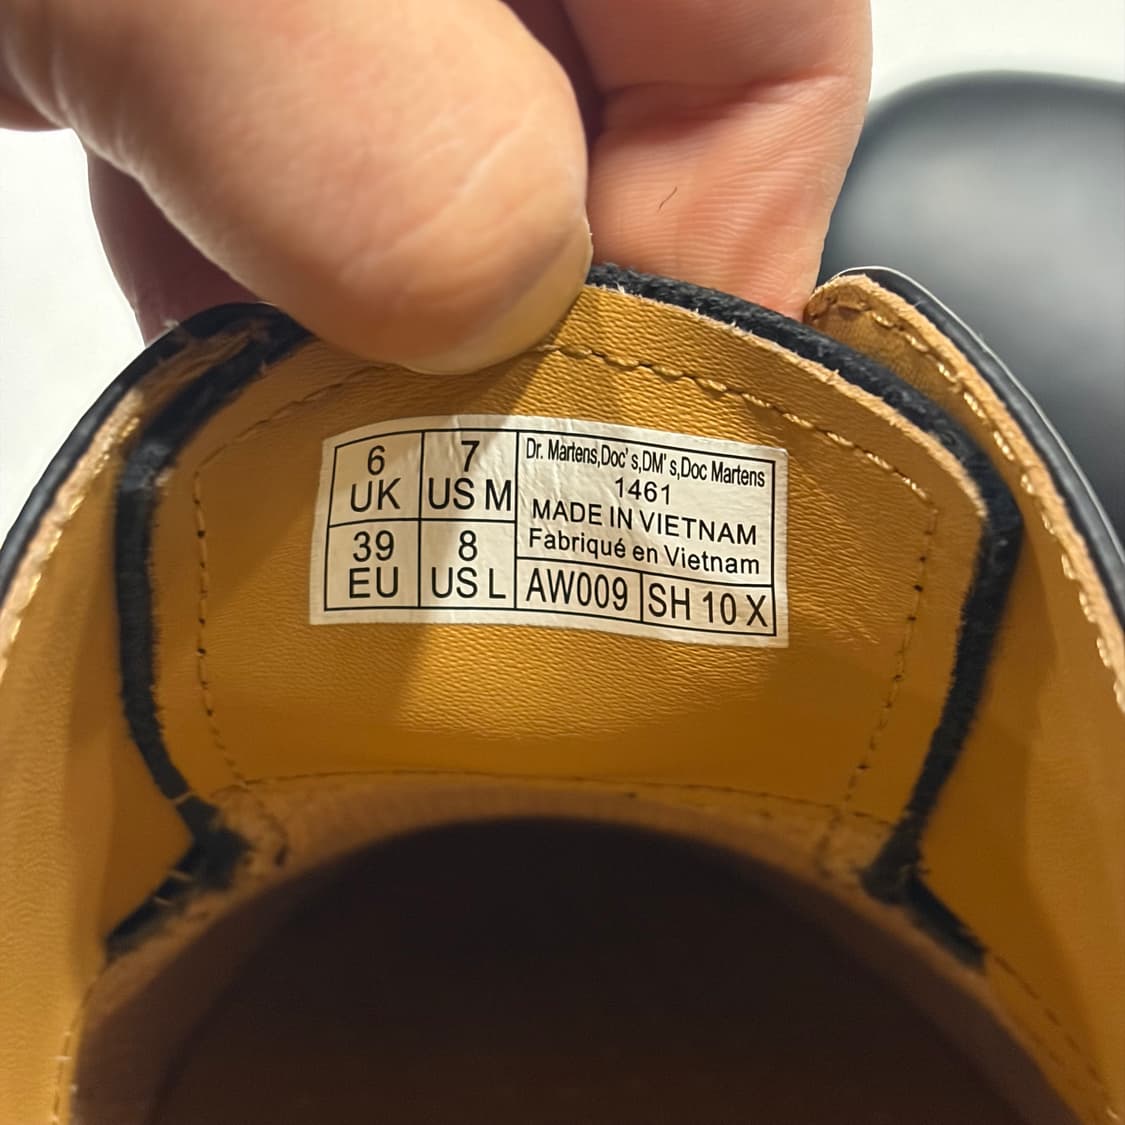 6
UK
7
US M
39
EU
8
US L
Dr. Martens,Doc's,DM's,Doc Martens
1461
MADE IN VIETNAM
Fabriqué en Vietnam
AW009
SH 10 X